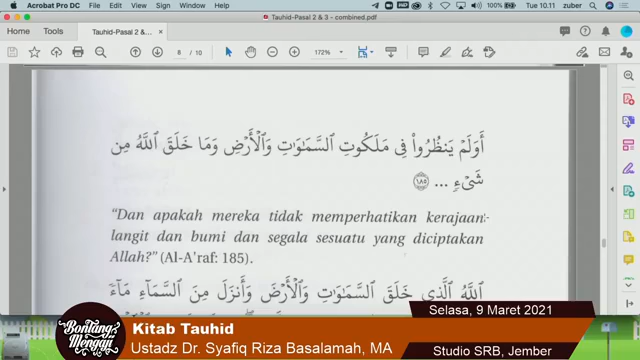 Acrobat Pro DC File Edit View Window Help
100% Tue 10.11 zuber
Tauhid-Pasal 2 & 3 - combined.pdf
Home Tools Tauhid-Pasal 2 &...
8 / 10 172%
أَوَلَمْ يَنظُرُوا۟ فِى مَلَكُوتِ ٱلسَّمَـٰوَٰتِ وَٱلْأَرْضِ وَمَا خَلَقَ ٱللَّهُ مِن
شَىْءٍ ... ١٨٥
“Dan apakah mereka tidak memperhatikan kerajaan
langit dan bumi dan segala sesuatu yang diciptakan
Allah?” (Al-A’raf: 185).
ٱللَّهُ ٱلَّذِى خَلَقَ ٱلسَّمَـٰوَٰتِ وَٱلْأَرْضَ وَأَنزَلَ مِنَ ٱلسَّمَآءِ مَآءً
Selasa, 9 Maret 2021
Bontang
Mengaji
Kitab Tauhid
Ustadz Dr. Syafiq Riza Basalamah, MA
Studio SRB, Jember